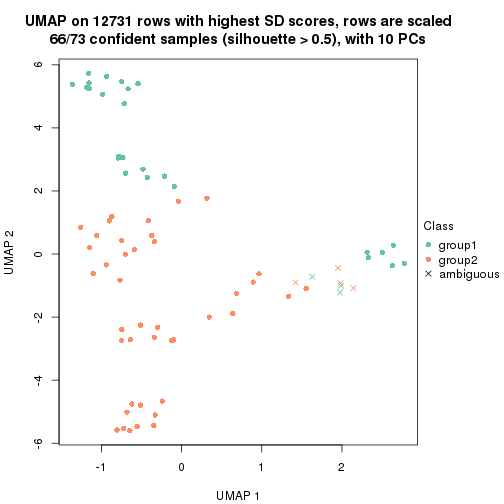 UMAP on 12731 rows with highest SD scores, rows are scaled
66/73 confident samples (silhouette > 0.5), with 10 PCs
6
4
2
0
-2
-4
-6
UMAP 2
-1
0
1
2
UMAP 1
Class
group1
group2
ambiguous